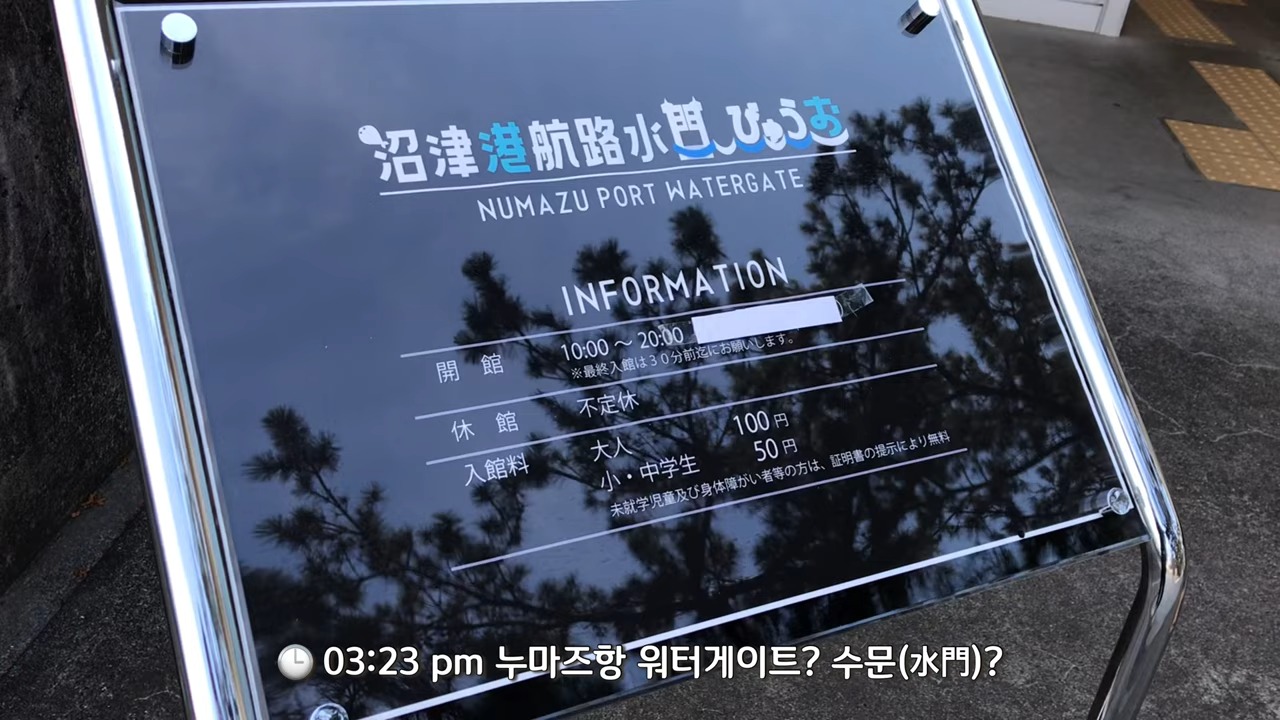 沼津港航路水門びゅうお
NUMAZU PORT WATERGATE
INFORMATION
開 館 10:00 ～ 20:00
※最終入館は３０分前迄にお願いします。
休 館 不定休
入館料 大人 100 円
小・中学生 50 円
未就学児童及び身体障がい者等の方は、証明書の提示により無料
🕒 03:23 pm 누마즈항 워터게이트? 수문(水門)?